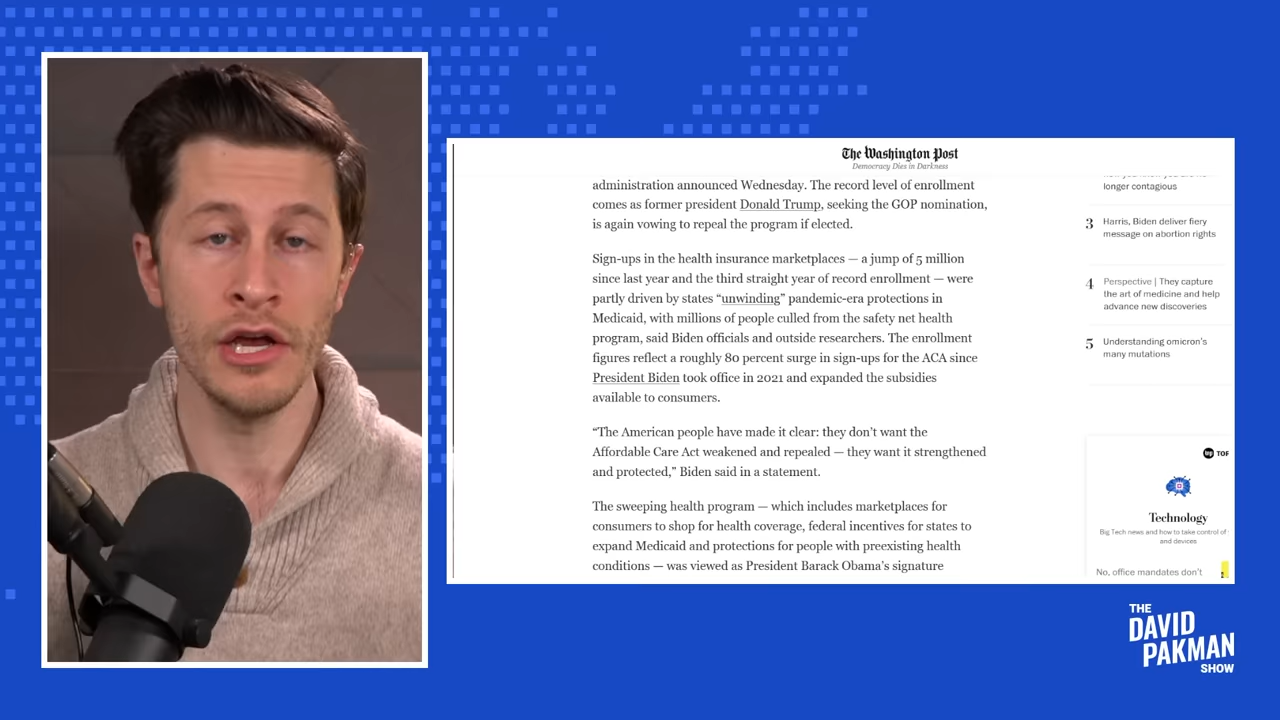 The Washington Post
Democracy Dies in Darkness
administration announced Wednesday. The record level of enrollment
comes as former president Donald Trump, seeking the GOP nomination,
is again vowing to repeal the program if elected.
Sign-ups in the health insurance marketplaces — a jump of 5 million
since last year and the third straight year of record enrollment — were
partly driven by states “unwinding” pandemic-era protections in
Medicaid, with millions of people culled from the safety net health
program, said Biden officials and outside researchers. The enrollment
figures reflect a roughly 80 percent surge in sign-ups for the ACA since
President Biden took office in 2021 and expanded the subsidies
available to consumers.
“The American people have made it clear: they don’t want the
Affordable Care Act weakened and repealed — they want it strengthened
and protected,” Biden said in a statement.
The sweeping health program — which includes marketplaces for
consumers to shop for health coverage, federal incentives for states to
expand Medicaid and protections for people with preexisting health
conditions — was viewed as President Barack Obama’s signature
longer contagious
3 Harris, Biden deliver fiery
message on abortion rights
4 Perspective | They capture
the art of medicine and help
advance new discoveries
5 Understanding omicron’s
many mutations
wp TOP
Technology
Big Tech news and how to take control of
and devices
No, office mandates don’t
THE
DAVID
PAKMAN
SHOW